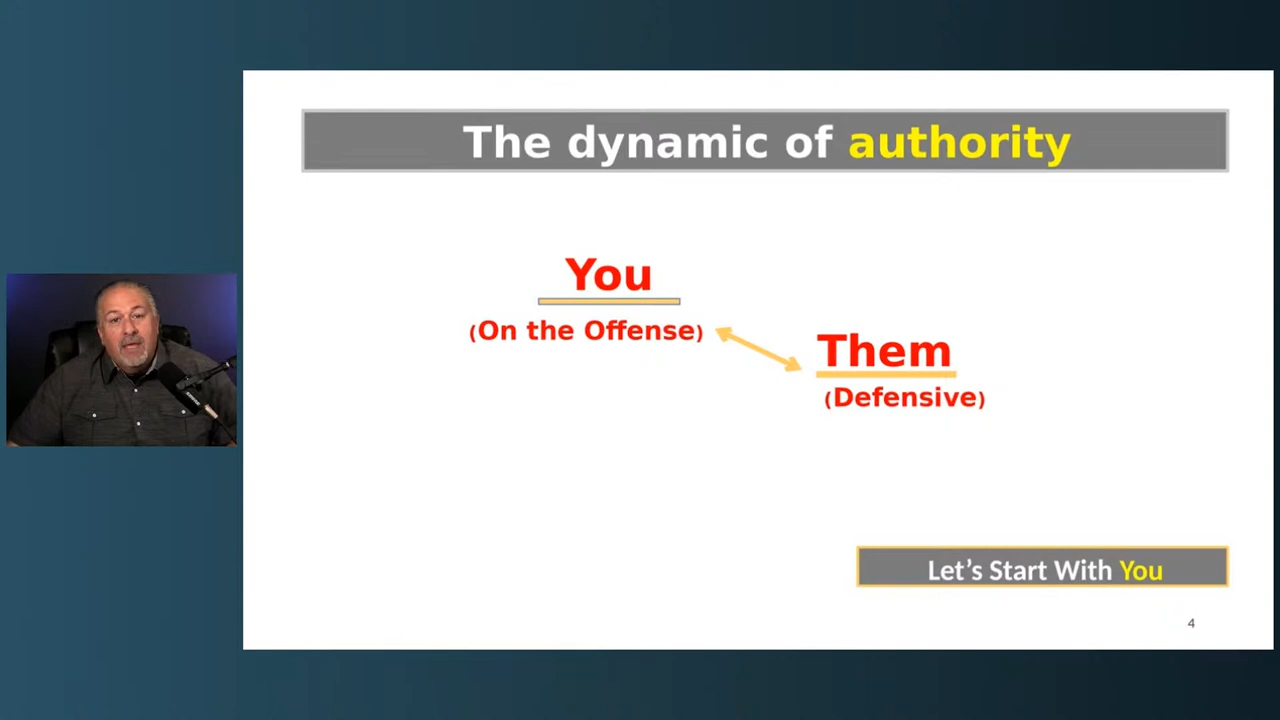 The dynamic of authority
You
(On the Offense)
Them
(Defensive)
Let’s Start With You
4